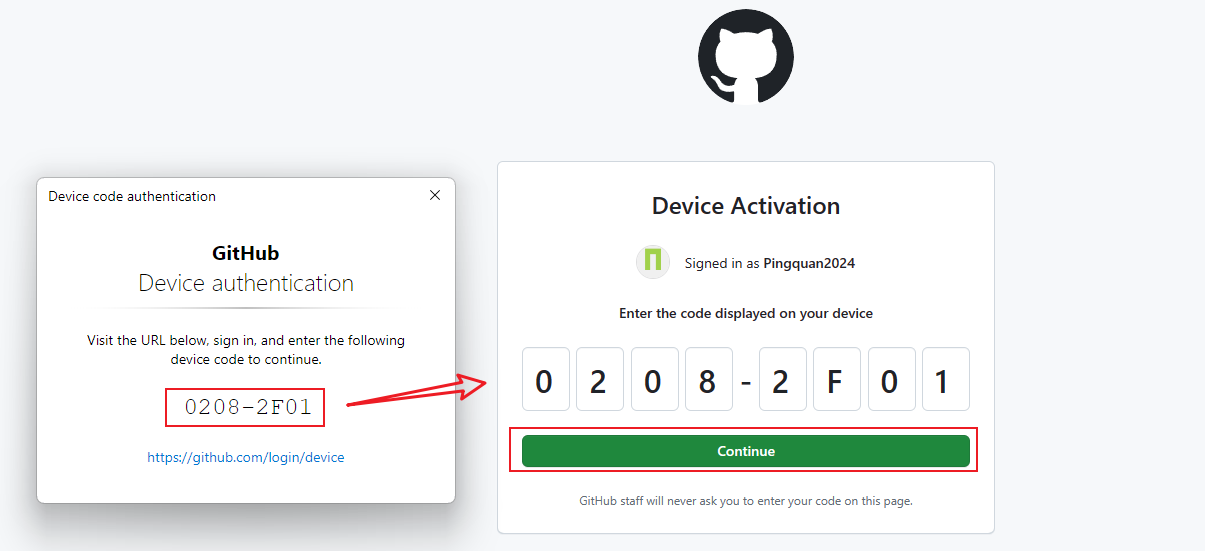 Device code authentication
GitHub
Device authentication
Visit the URL below, sign in, and enter the following
device code to continue.
0208-2F01
https://github.com/login/device
Device Activation
Signed in as Pingquan2024
Enter the code displayed on your device
0 2 0 8 - 2 F 0 1
Continue
GitHub staff will never ask you to enter your code on this page.